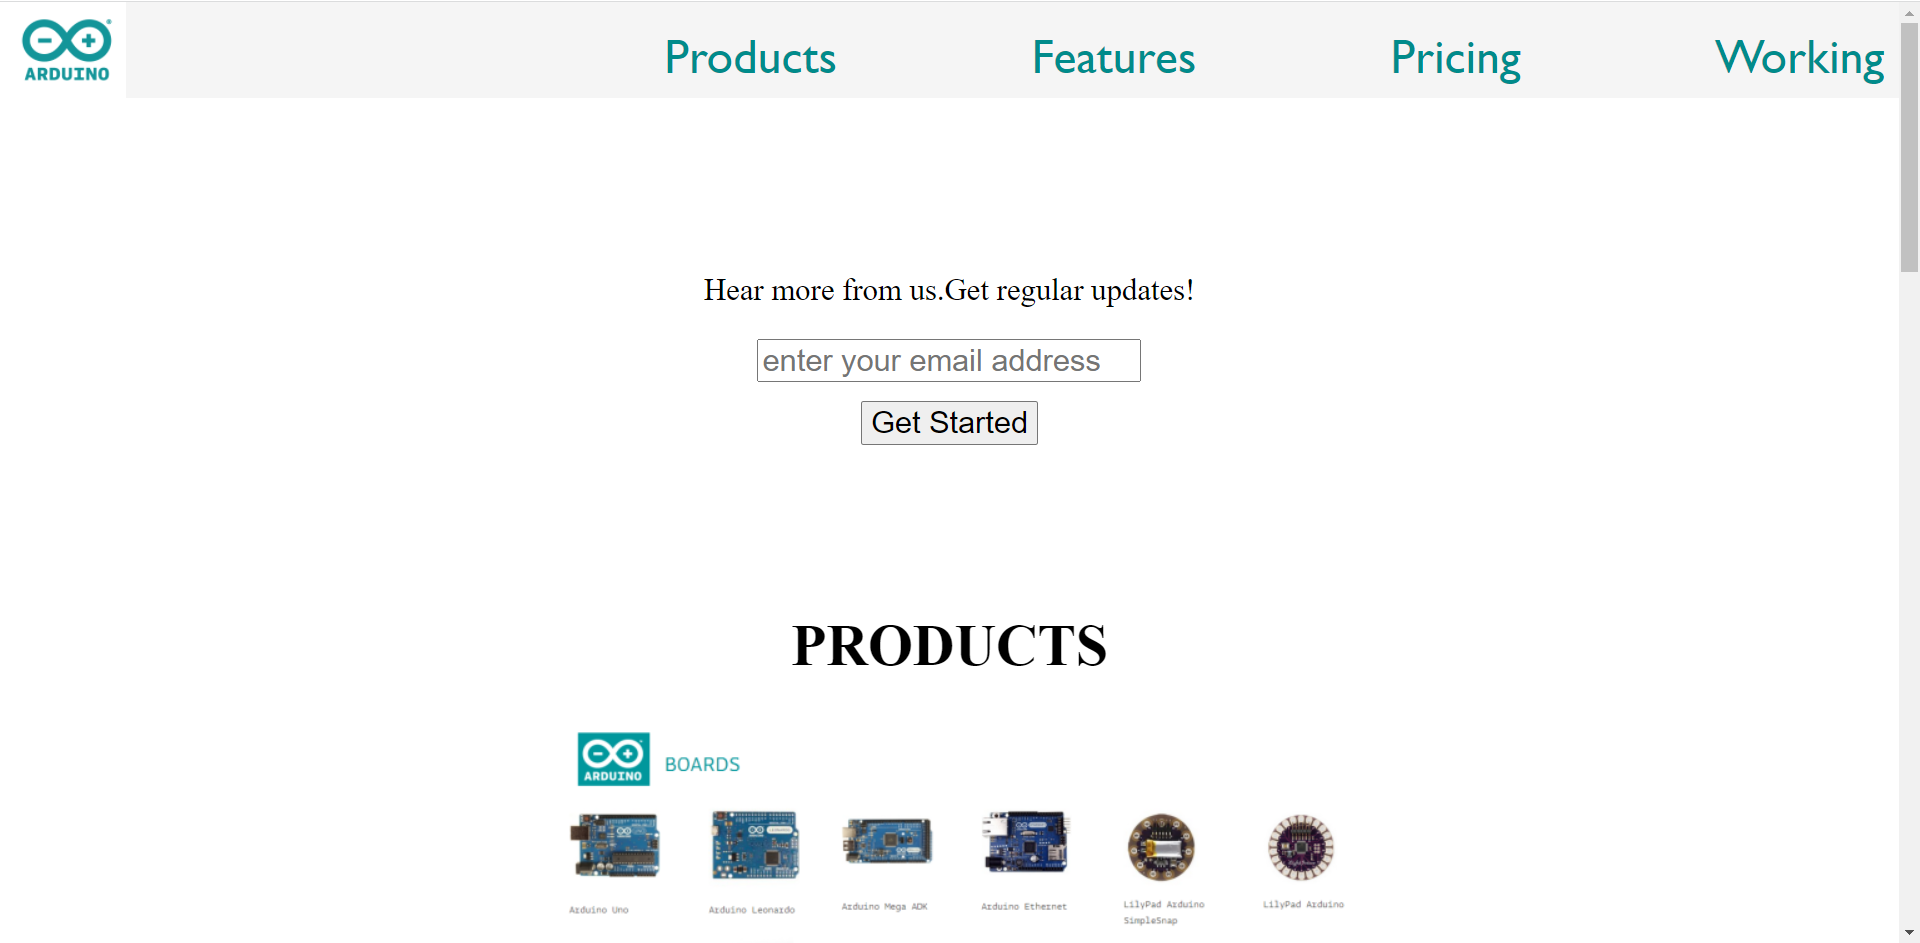 ARDUINO
Products Features Pricing Working
Hear more from us.Get regular updates!
enter your email address
Get Started
PRODUCTS
ARDUINO BOARDS
Arduino Uno
Arduino Leonardo
Arduino Mega ADK
Arduino Ethernet
LilyPad Arduino
SimpleSnap
LilyPad Arduino